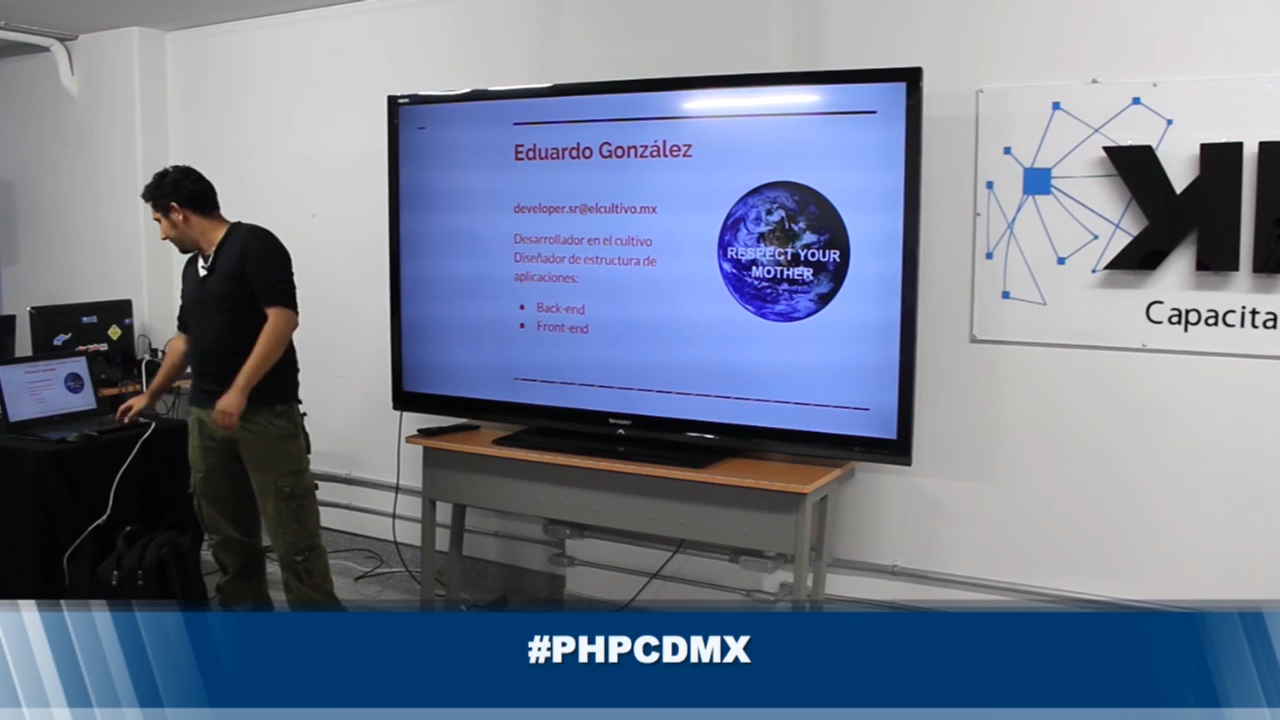 Eduardo González
developer.sr@elcultivo.mx
Desarrollador en el cultivo
Diseñador de estructura de
aplicaciones:
Back-end
Front-end
RESPECT YOUR
MOTHER
SHARP
Capacita
#PHPCDMX